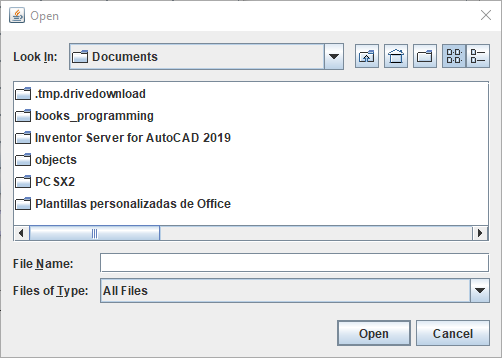 Open
Look In: Documents
.tmp.drivedownload
books_programming
Inventor Server for AutoCAD 2019
objects
PCSX2
Plantillas personalizadas de Office
File Name:
Files of Type: All Files
Open Cancel